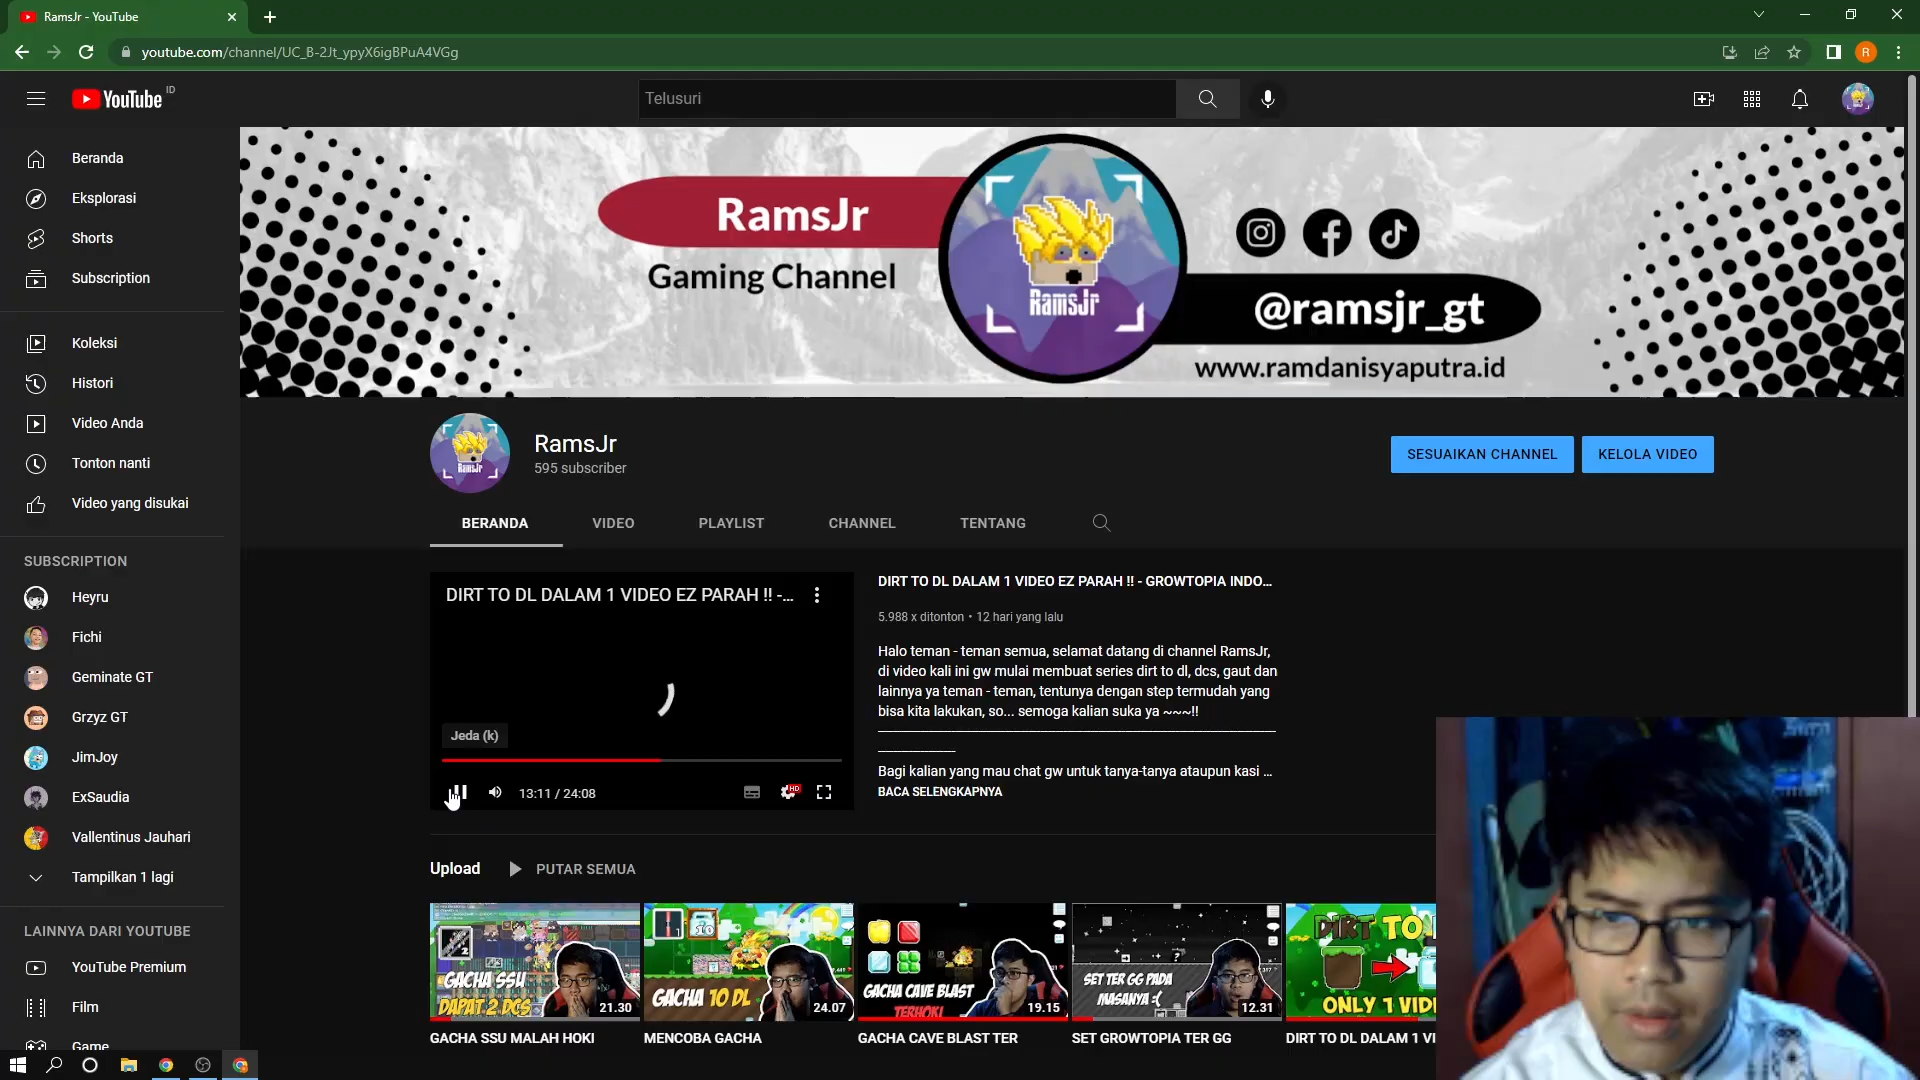 RamsJr - YouTube
youtube.com/channel/UC_B-2Jt_ypyX6igBPuA4VGg
R
YouTube ID
Telusuri
Beranda
Eksplorasi
Shorts
Subscription
Koleksi
Histori
Video Anda
Tonton nanti
Video yang disukai
SUBSCRIPTION
Heyru
Fichi
Geminate GT
Grzyz GT
JimJoy
ExSaudia
Vallentinus Jauhari
Tampilkan 1 lagi
LAINNYA DARI YOUTUBE
YouTube Premium
Film
Game
RamsJr
Gaming Channel
RamsJr
@ramsjr_gt
www.ramdanisyaputra.id
RamsJr
RamsJr
595 subscriber
SESUAIKAN CHANNEL
KELOLA VIDEO
BERANDA
VIDEO
PLAYLIST
CHANNEL
TENTANG
DIRT TO DL DALAM 1 VIDEO EZ PARAH !! -...
Jeda (k)
13:11 / 24:08
HD
DIRT TO DL DALAM 1 VIDEO EZ PARAH !! - GROWTOPIA INDO...
5.988 x ditonton • 12 hari yang lalu
Halo teman - teman semua, selamat datang di channel RamsJr,
di video kali ini gw mulai membuat series dirt to dl, dcs, gaut dan
lainnya ya teman - teman, tentunya dengan step termudah yang
bisa kita lakukan, so... semoga kalian suka ya ~~~!!
Bagi kalian yang mau chat gw untuk tanya-tanya ataupun kasi ...
BACA SELENGKAPNYA
Upload
PUTAR SEMUA
GACHA SSU
DAPAT 2 DCS
21.30
GACHA 10 DL
24.07
GACHA CAVE BLAST
TERHOKI
19.15
SET TER GG PADA
MASANYA :(
12.31
DIRT TO
ONLY 1 VID
GACHA SSU MALAH HOKI
MENCOBA GACHA
GACHA CAVE BLAST TER
SET GROWTOPIA TER GG
DIRT TO DL DALAM 1 VI